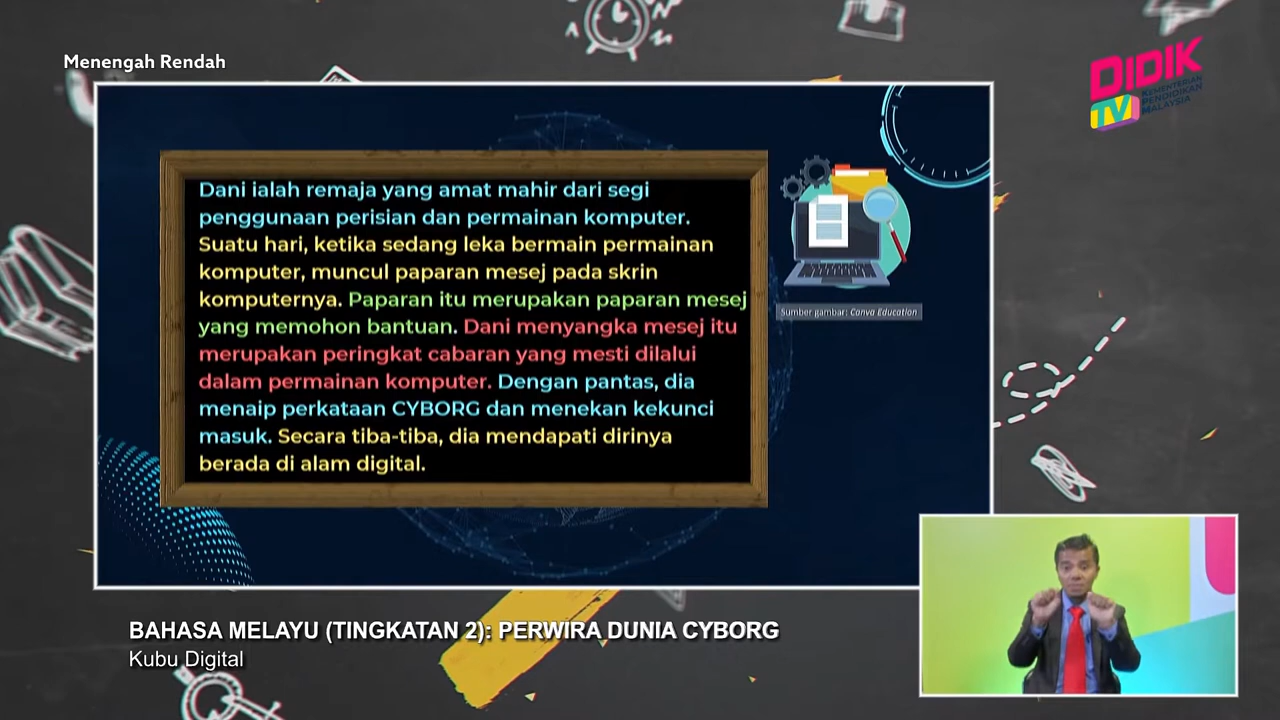 Menengah Rendah
DIDIK
TV
KEMENTERIAN
PENDIDIKAN
MALAYSIA
Dani ialah remaja yang amat mahir dari segi
penggunaan perisian dan permainan komputer.
Suatu hari, ketika sedang leka bermain permainan
komputer, muncul paparan mesej pada skrin
komputernya. Paparan itu merupakan paparan mesej
yang memohon bantuan. Dani menyangka mesej itu
merupakan peringkat cabaran yang mesti dilalui
dalam permainan komputer. Dengan pantas, dia
menaip perkataan CYBORG dan menekan kekunci
masuk. Secara tiba-tiba, dia mendapati dirinya
berada di alam digital.
Sumber gambar: Canva Education
BAHASA MELAYU (TINGKATAN 2): PERWIRA DUNIA CYBORG
Kubu Digital